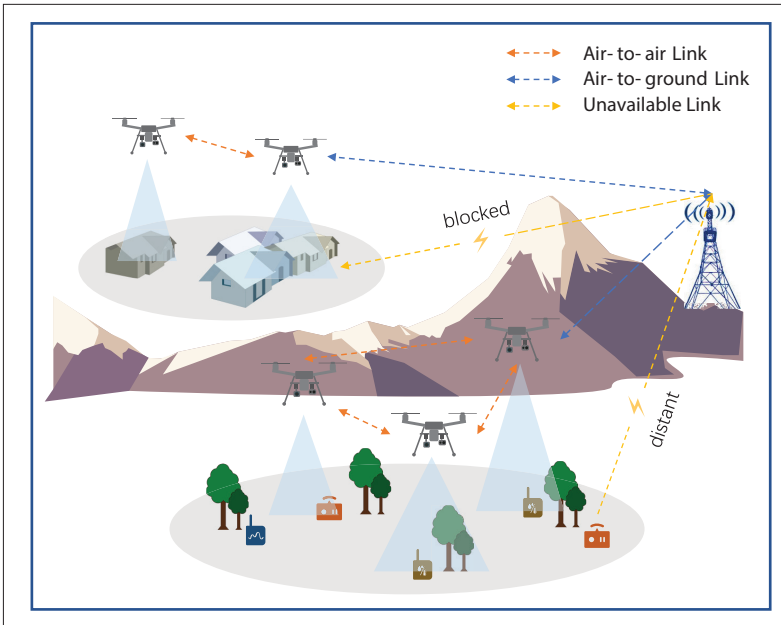 Air-to-air Link
Air-to-ground Link
Unavailable Link
blocked
distant